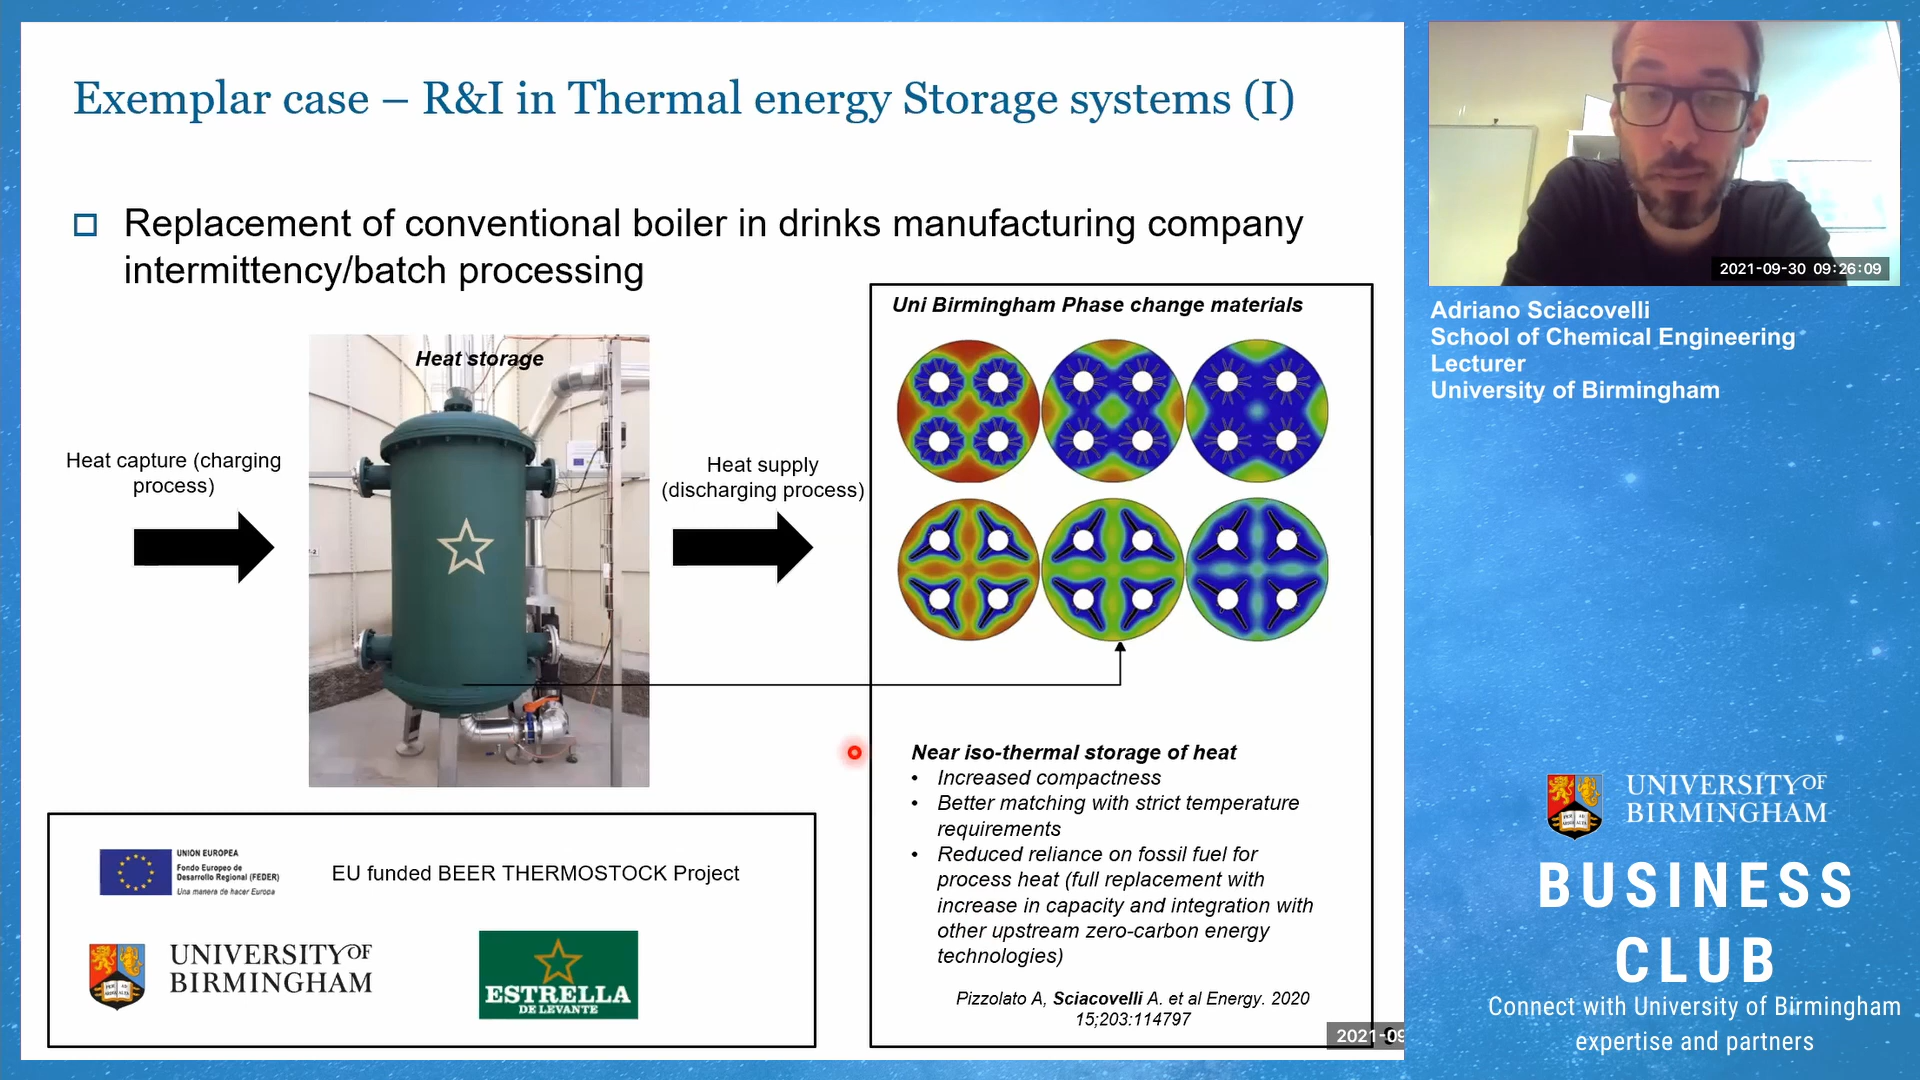 Exemplar case – R&I in Thermal energy Storage systems (I)
Replacement of conventional boiler in drinks manufacturing company
intermittency/batch processing
Heat storage
Heat capture (charging
process)
Heat supply
(discharging process)
Uni Birmingham Phase change materials
Near iso-thermal storage of heat
• Increased compactness
• Better matching with strict temperature
requirements
• Reduced reliance on fossil fuel for
process heat (full replacement with
increase in capacity and integration with
other upstream zero-carbon energy
technologies)
Pizzolato A, Sciacovelli A. et al Energy. 2020
15;203:114797
UNION EUROPEA
Fondo Europeo de
Desarrollo Regional (FEDER)
Una manera de hacer Europa
EU funded BEER THERMOSTOCK Project
UNIVERSITY OF
BIRMINGHAM
ESTRELLA
DE LEVANTE
2021-09
2021-09-30 09:26:09
Adriano Sciacovelli
School of Chemical Engineering
Lecturer
University of Birmingham
UNIVERSITY OF
BIRMINGHAM
BUSINESS
CLUB
Connect with University of Birmingham
expertise and partners